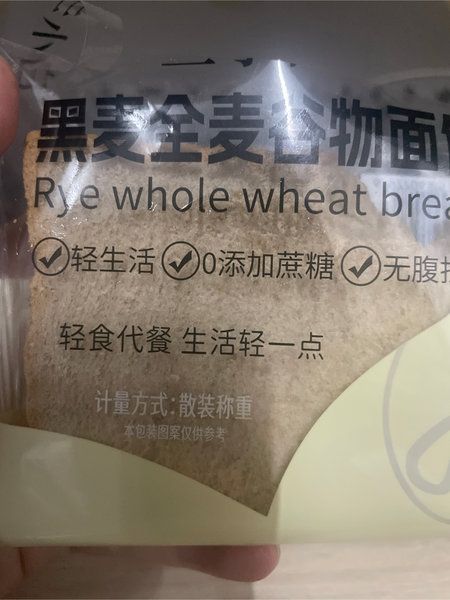 黑麦全麦谷物面
Rye whole wheat brea
轻生活 0添加蔗糖 无腹
轻食代餐 生活轻一点
计量方式:散装称重
本包装图案仅供参考